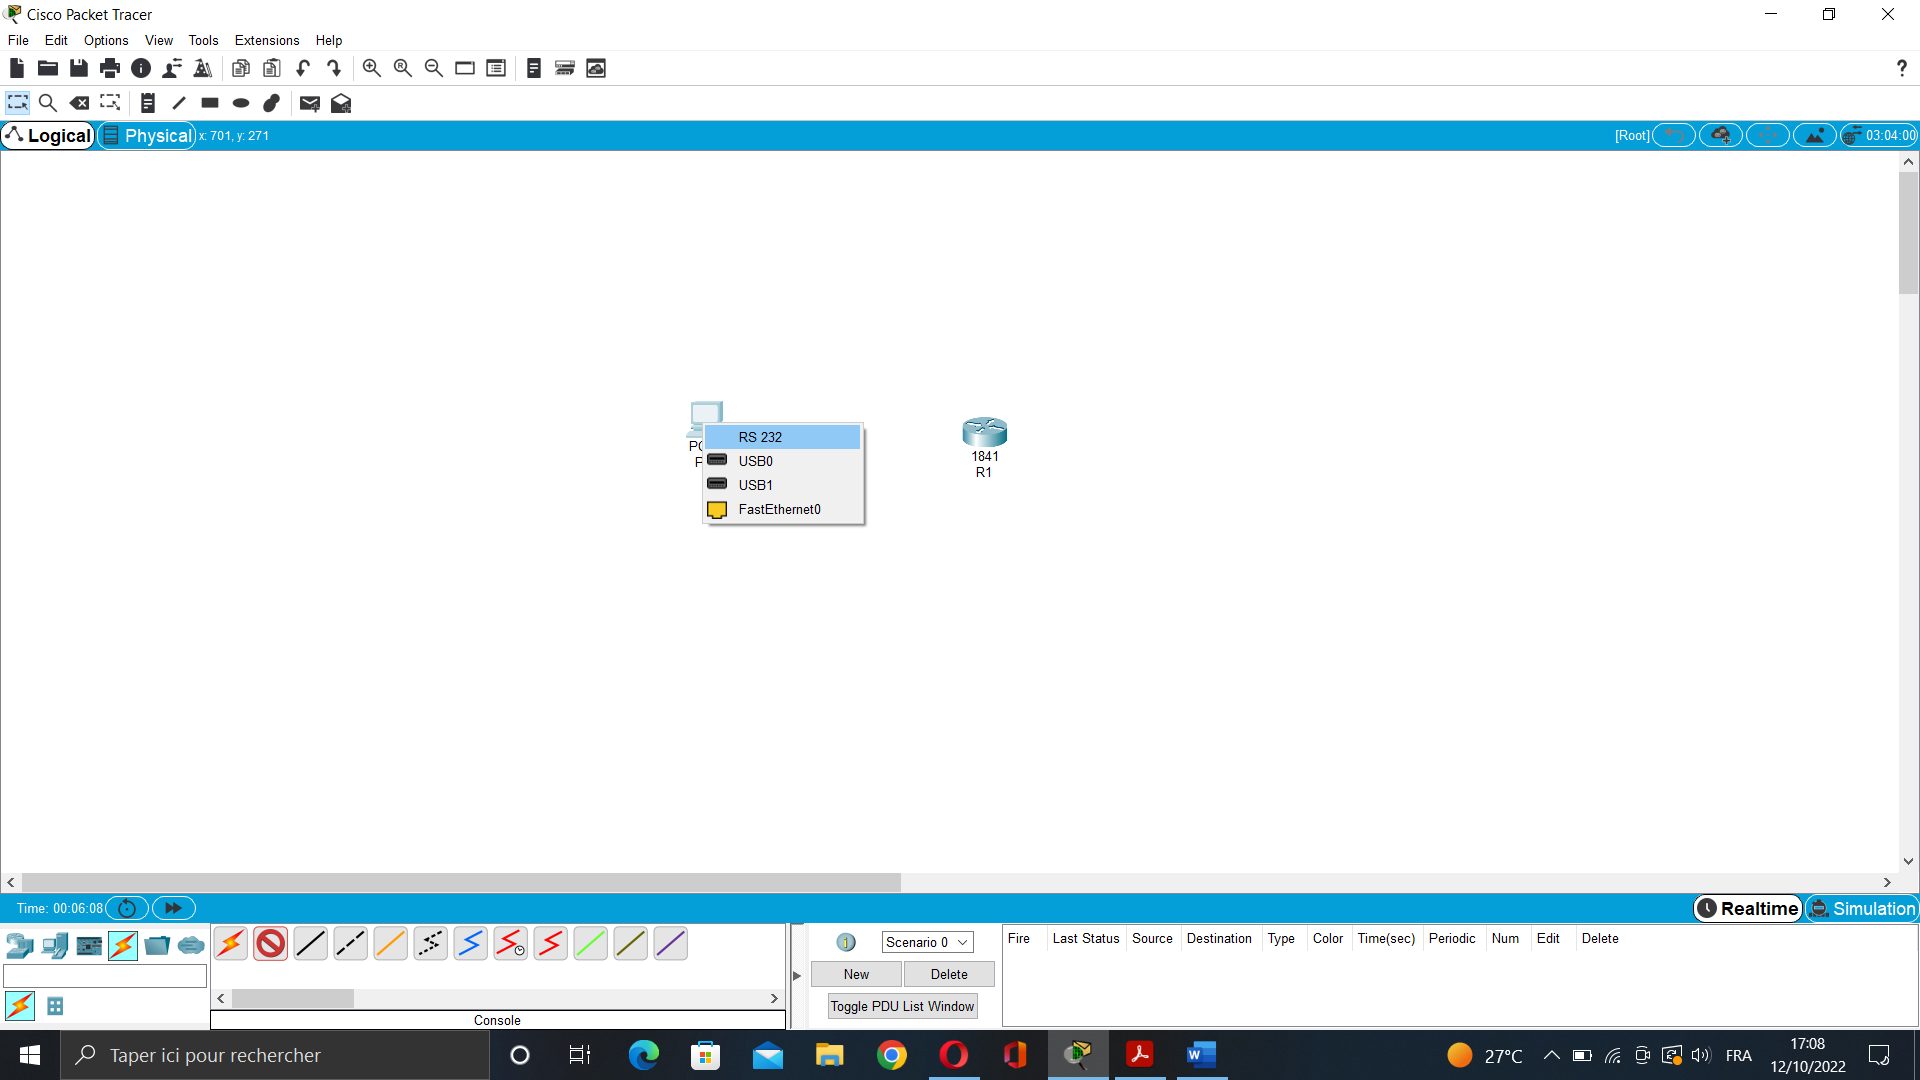 Cisco Packet Tracer
File Edit Options View Tools Extensions Help
?
Logical Physical x: 701, y: 271 [Root] 03:04:00
RS 232
USB0
USB1
FastEthernet0
1841
R1
Time: 00:06:08 Realtime Simulation
Scenario 0
New Delete
Toggle PDU List Window
Fire Last Status Source Destination Type Color Time(sec) Periodic Num Edit Delete
Console
Taper ici pour rechercher
27°C FRA
17:08
12/10/2022